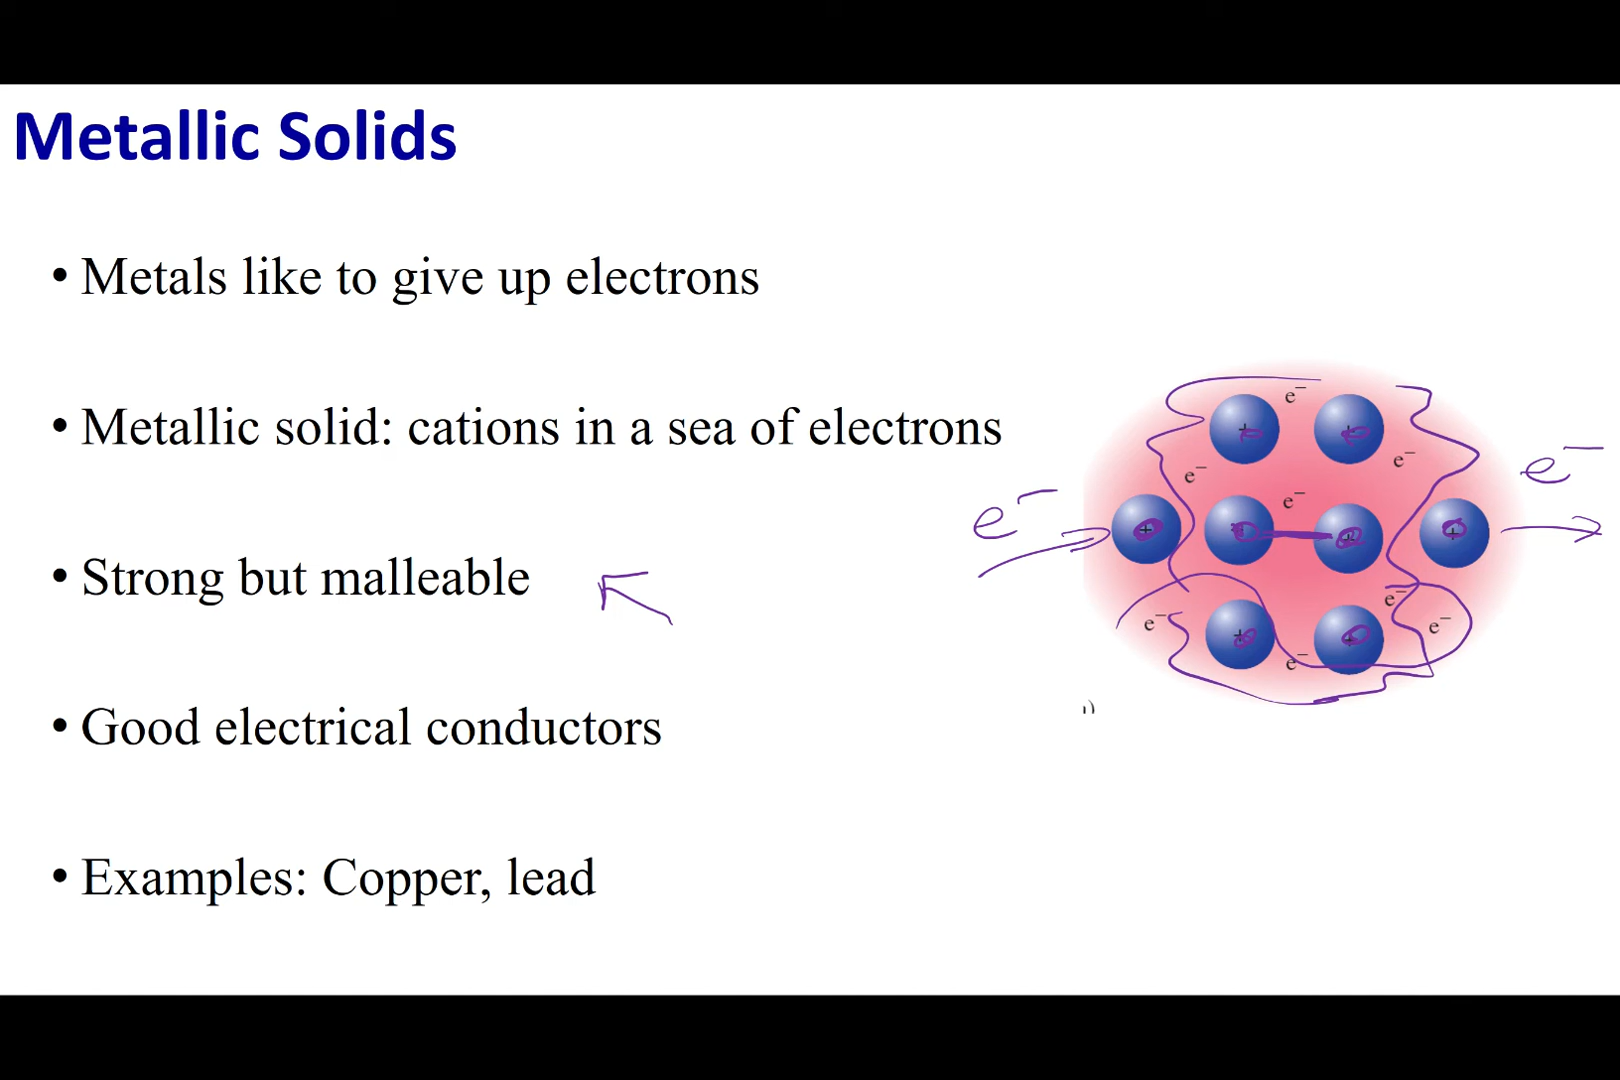 Metallic Solids
• Metals like to give up electrons
• Metallic solid: cations in a sea of electrons
• Strong but malleable
• Good electrical conductors
• Examples: Copper, lead
e⁻
+ +
e⁻
e⁻
e⁻
e⁻
e⁻
+ + + +
e⁻
e⁻
e⁻
+ +
e⁻